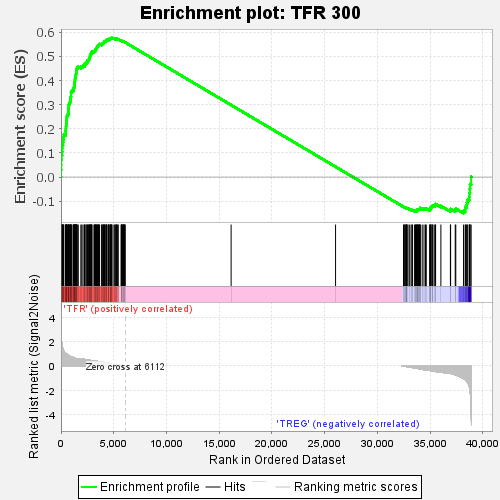 Enrichment plot: TFR 300
Enrichment score (ES)
0.6
0.5
0.4
0.3
0.2
0.1
0.0
-0.1
'TFR' (positively correlated)
Ranked list metric (Signal2Noise)
4
2
0
-2
-4
Zero cross at 6112
'TREG' (negatively correlated)
0
5,000
10,000
15,000
20,000
25,000
30,000
35,000
40,000
Rank in Ordered Dataset
Enrichment profile
Hits
Ranking metric scores